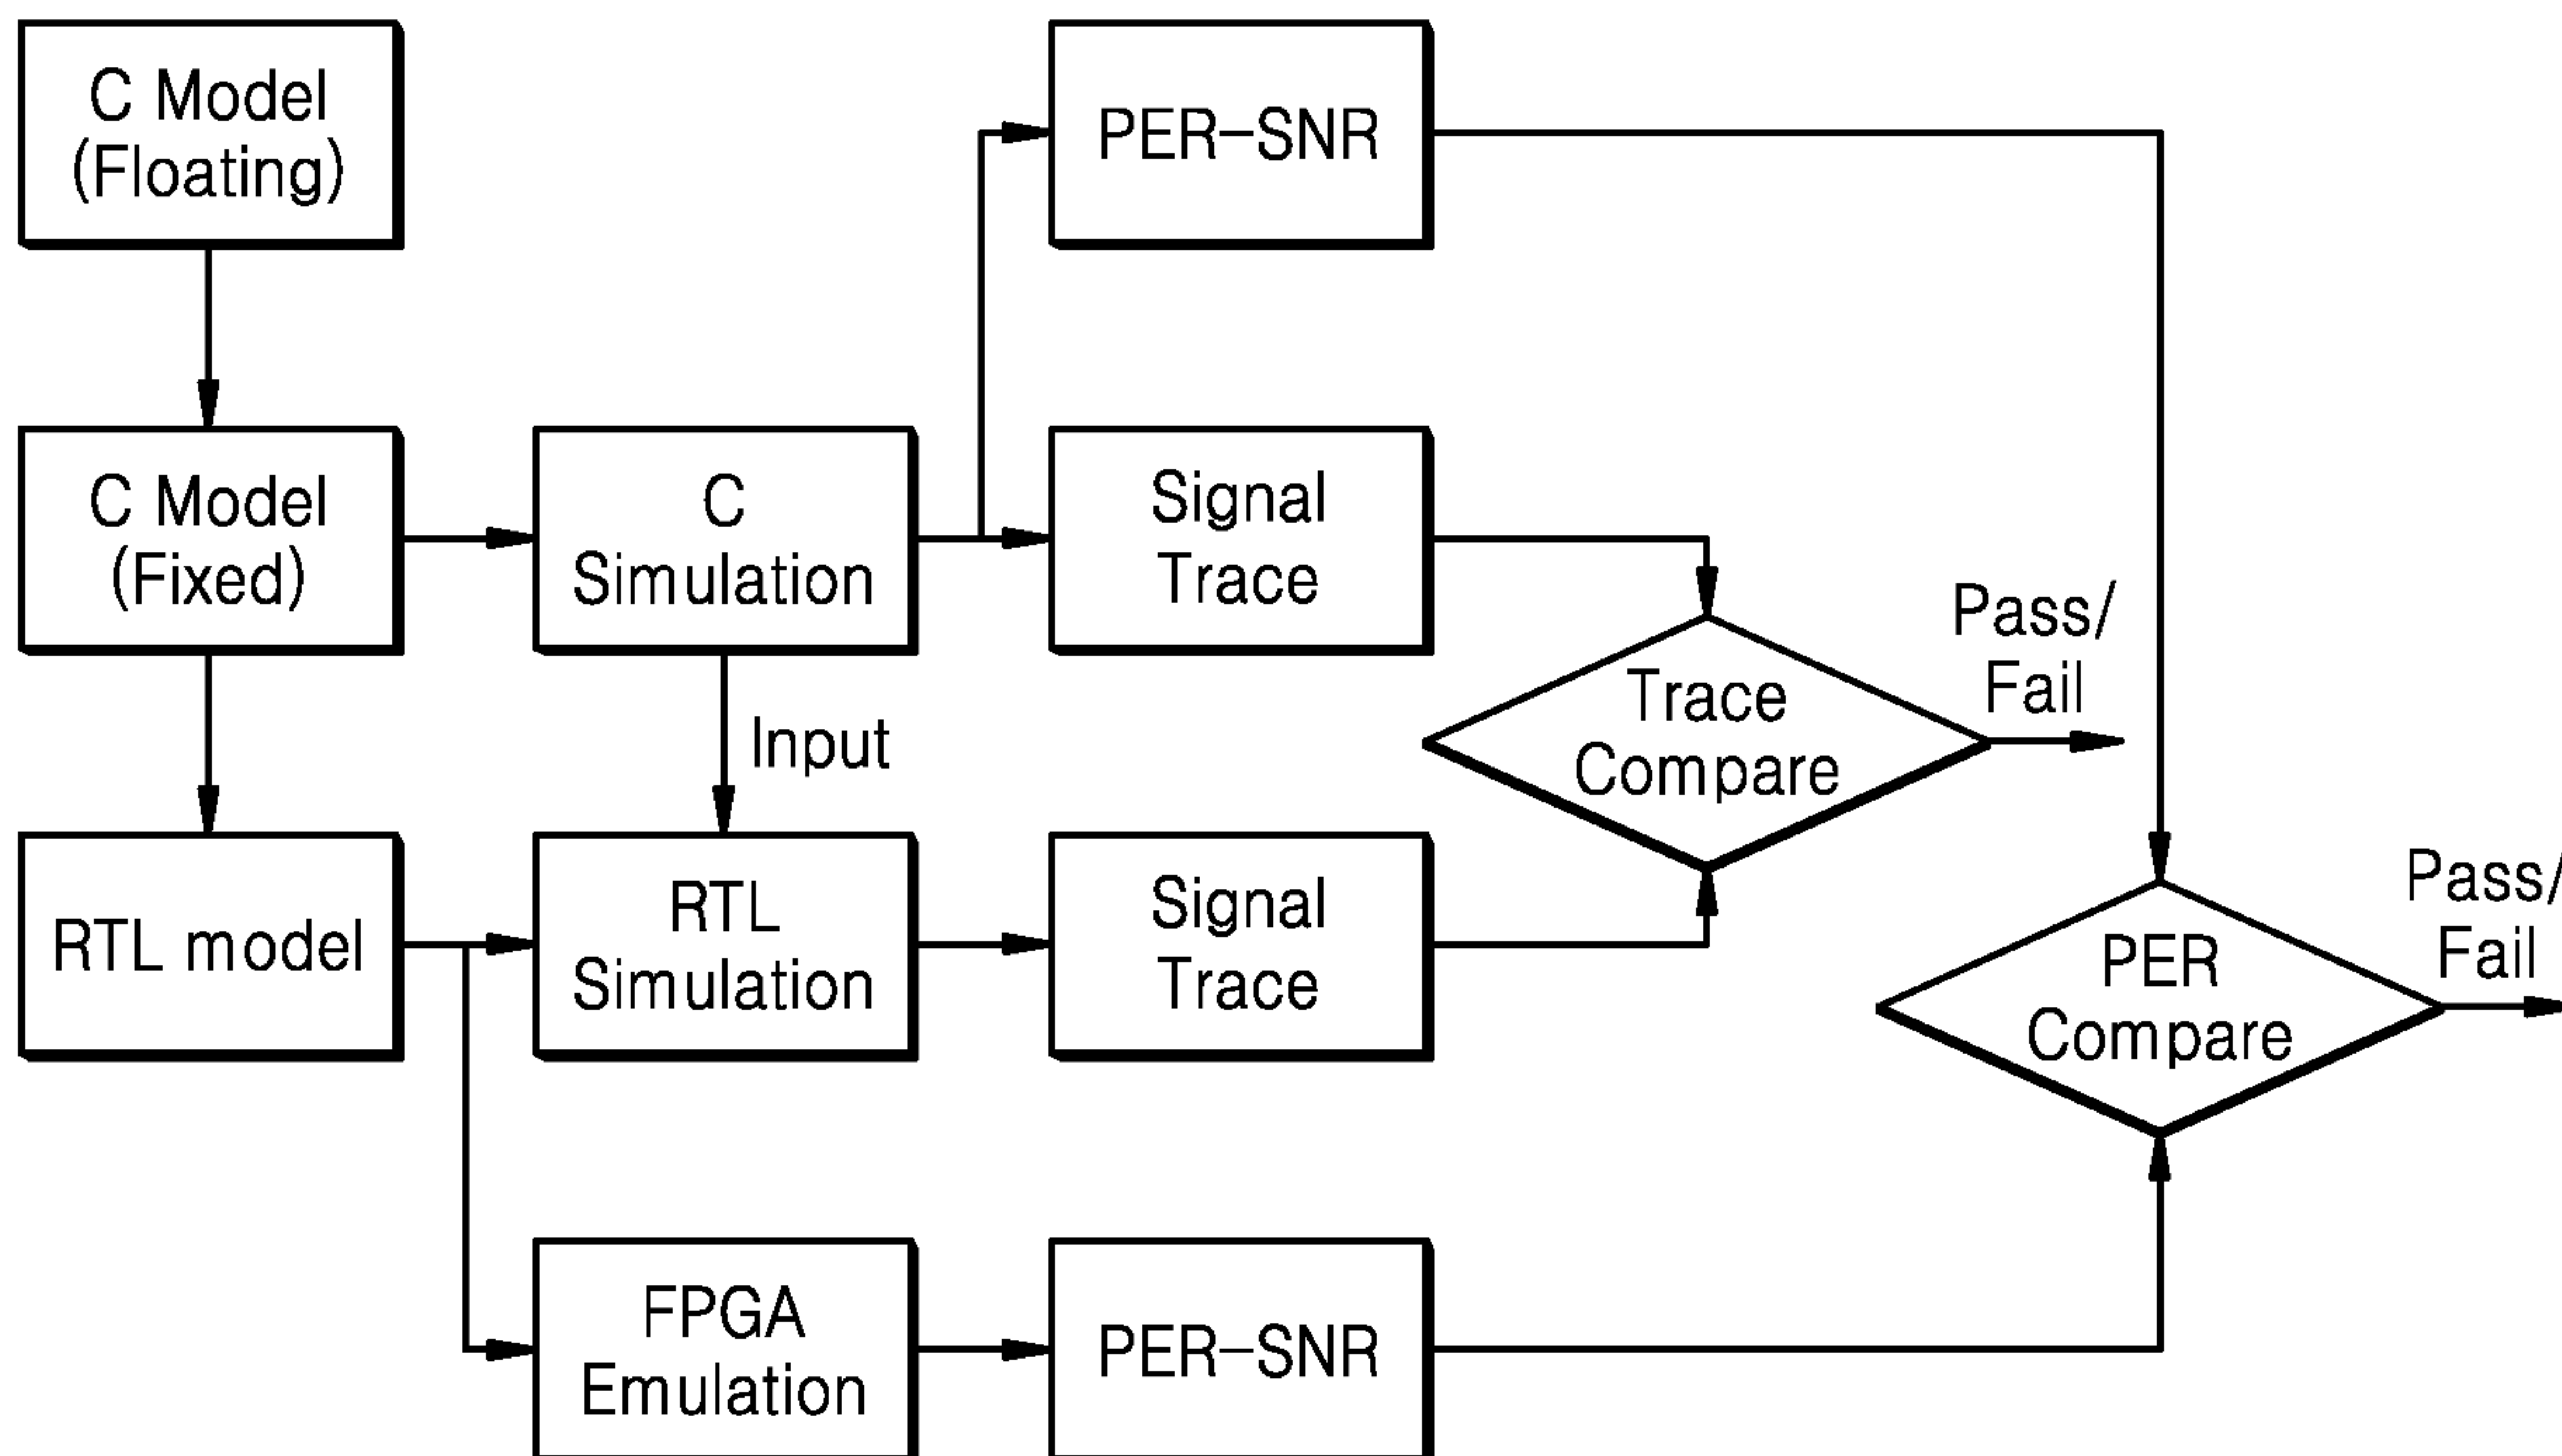 C Model
(Floating)
PER-SNR
C Model
(Fixed)
C
Simulation
Signal
Trace
Pass/
Fail
Trace
Compare
Input
RTL model
RTL
Simulation
Signal
Trace
Pass/
Fail
PER
Compare
FPGA
Emulation
PER-SNR